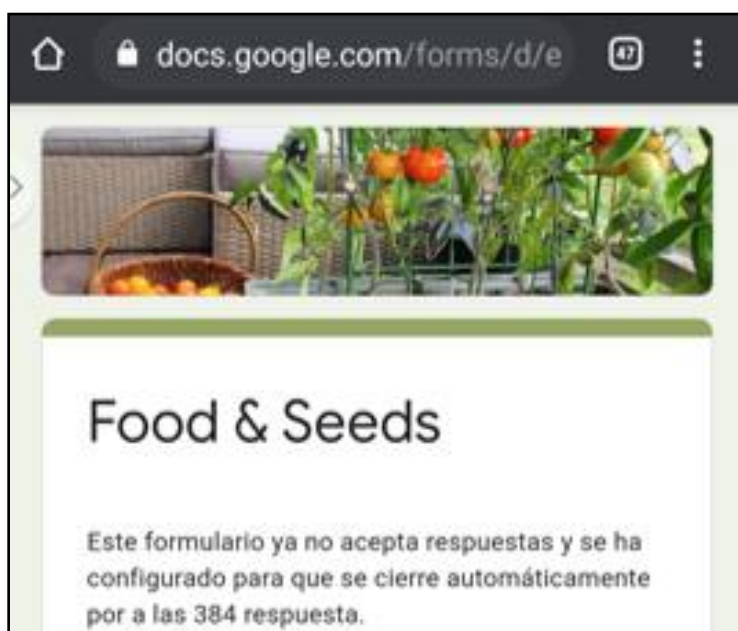 docs.google.com/forms/d/e 47
Food & Seeds
Este formulario ya no acepta respuestas y se ha
configurado para que se cierre automáticamente
por a las 384 respuesta.